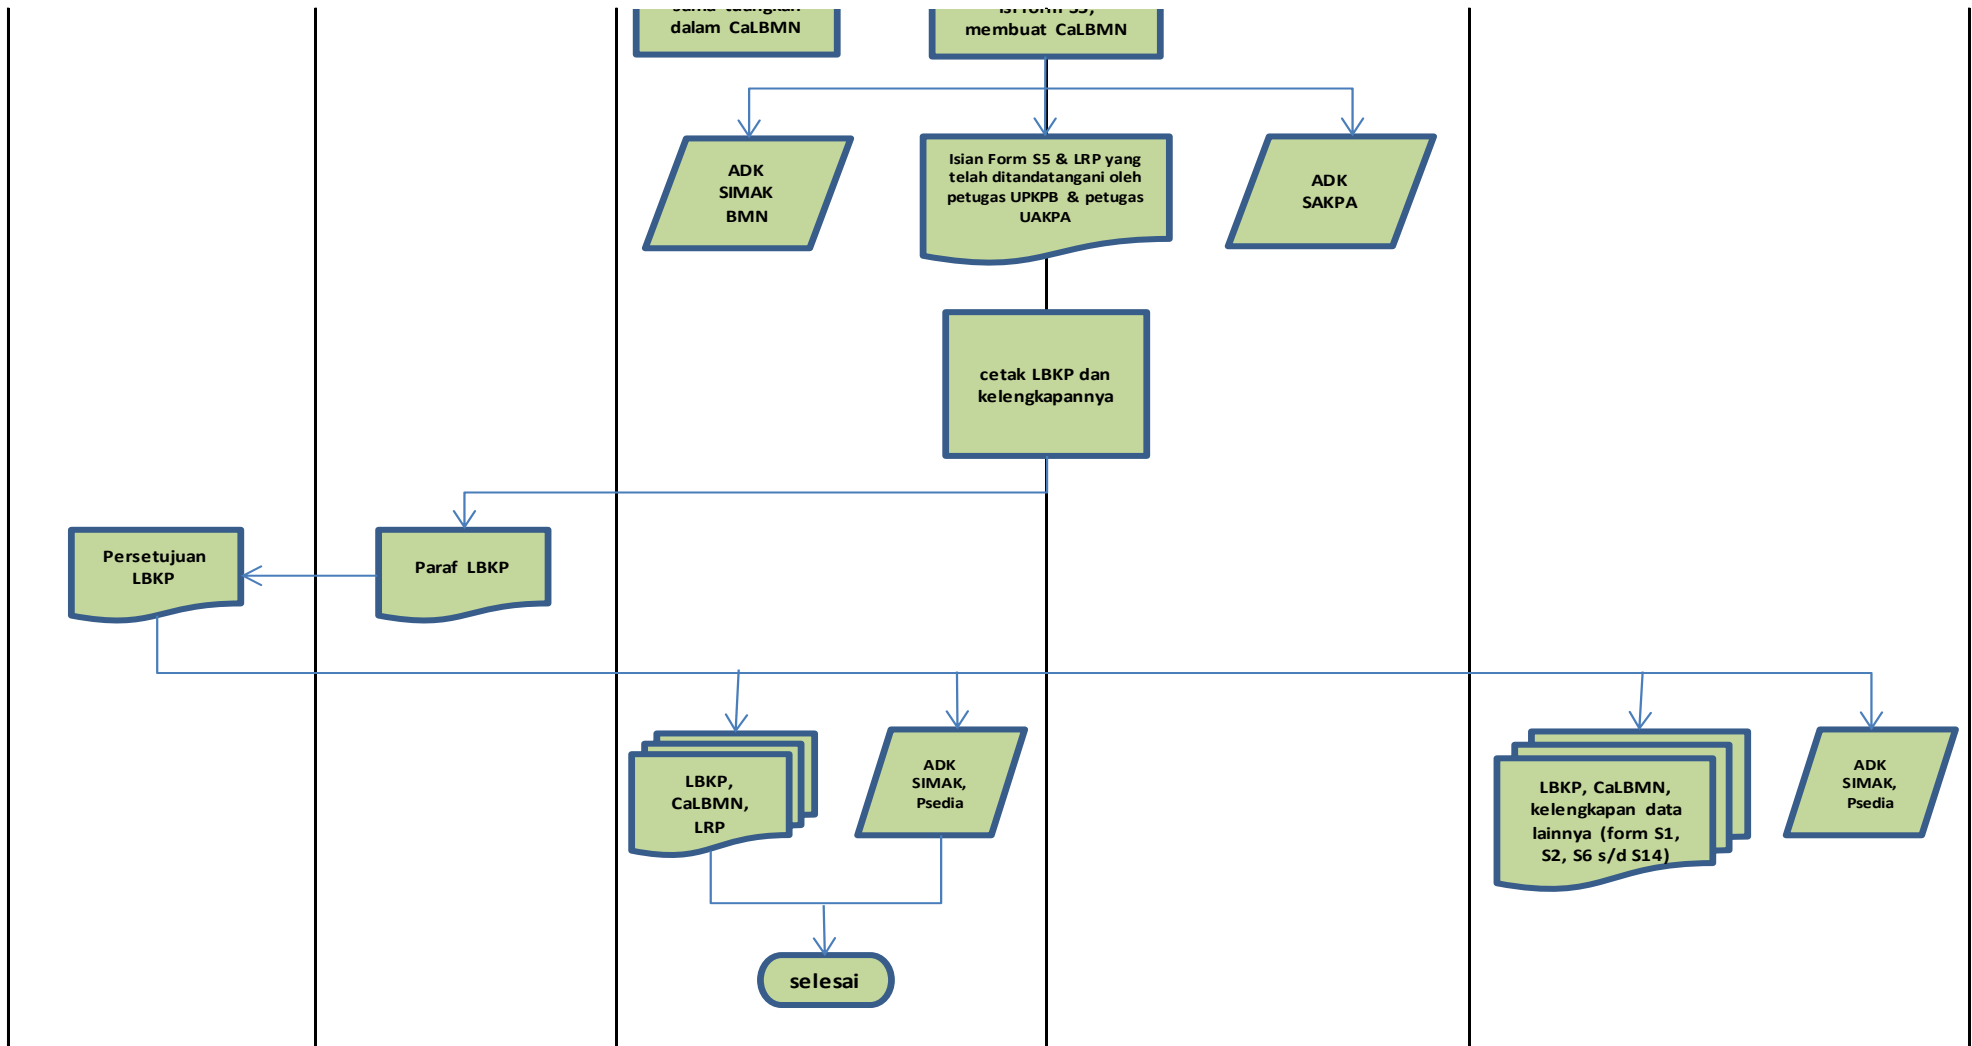 dalam CaLBMN
membuat CaLBMN
ADK
SIMAK
BMN
Isian Form S5 & LRP yang
telah ditandatangani oleh
petugas UPKPB & petugas
UAKPA
ADK
SAKPA
cetak LBKP dan
kelengkapannya
Persetujuan
LBKP
Paraf LBKP
LBKP,
CaLBMN,
LRP
ADK
SIMAK,
Psedia
LBKP, CaLBMN,
kelengkapan data
lainnya (form S1,
S2, S6 s/d S14)
ADK
SIMAK,
Psedia
selesai